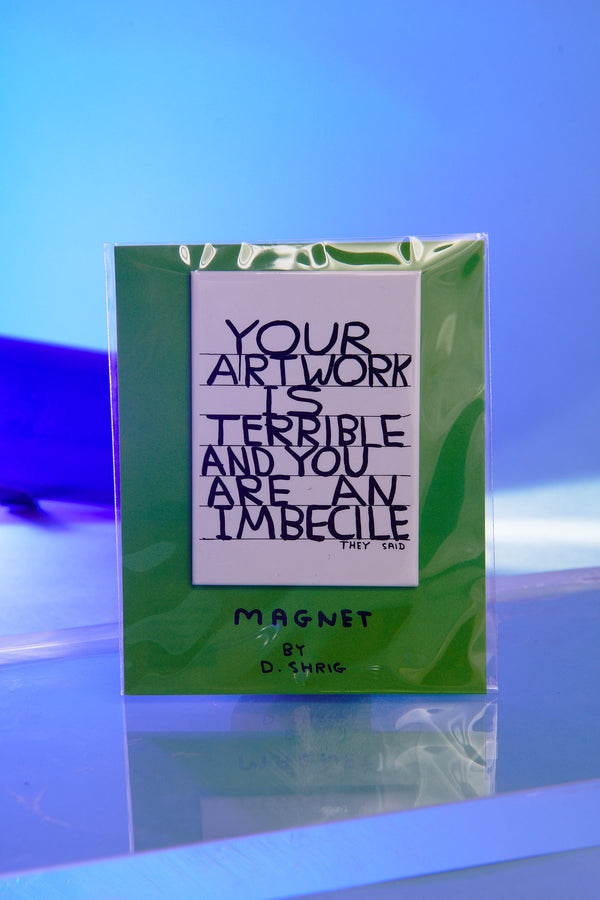 YOUR
ARTWORK
IS
TERRIBLE
AND YOU
ARE AN
IMBECILE
THEY SAID
MAGNET
BY
D. SHRIG